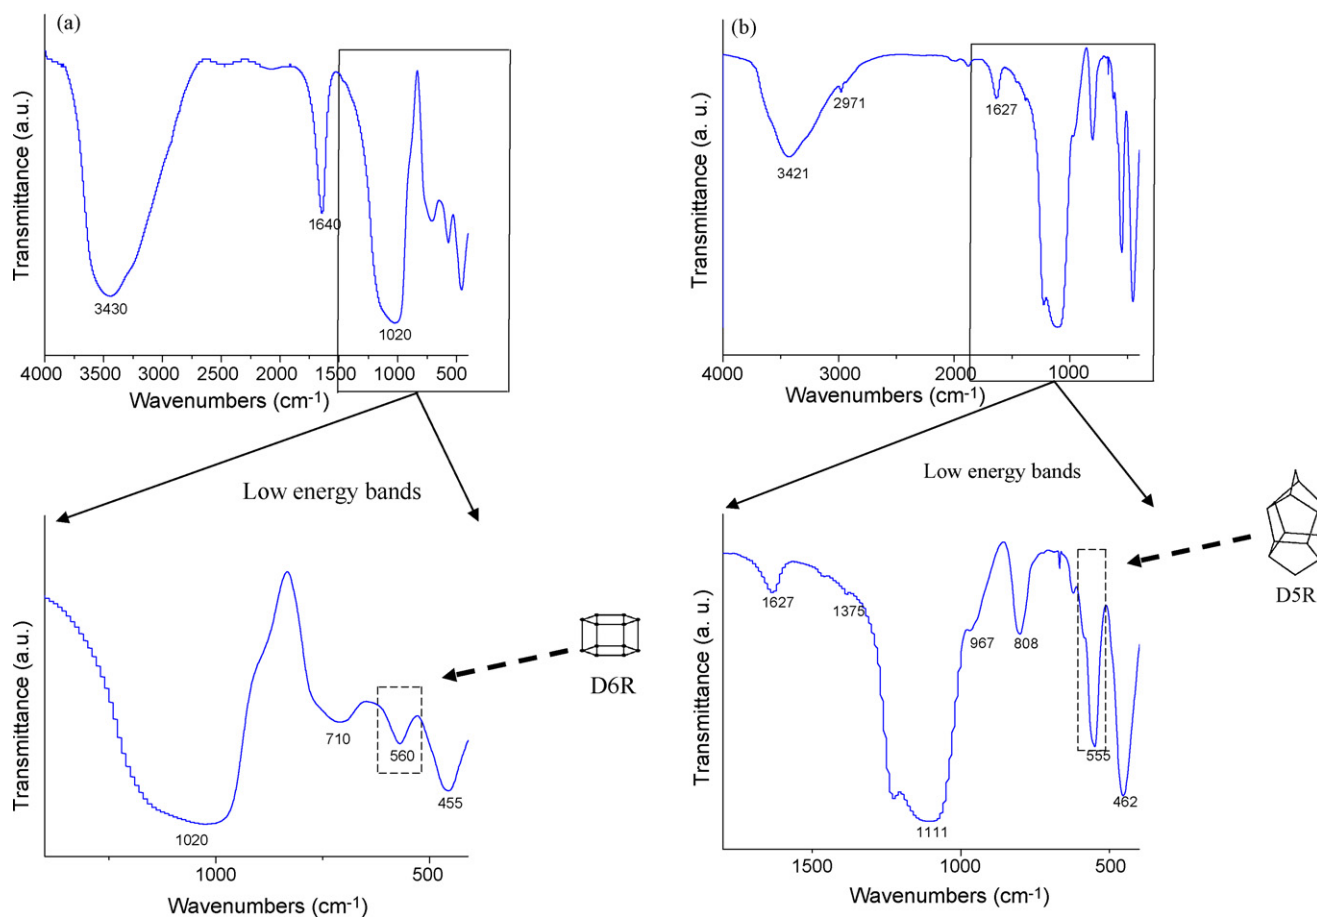 (a)
Transmittance (a.u.)
3430
1640
1020
4000 3500 3000 2500 2000 1500 1000 500
Wavenumbers (cm-1)
(b)
Transmittance (a. u.)
3421
2971
1627
4000 3000 2000 1000
Wavenumbers (cm-1)
Low energy bands
Transmittance (a.u.)
1020
710
560
455
D6R
1000 500
Wavenumbers (cm-1)
Low energy bands
Transmittance (a. u.)
1627
1375
1111
967
808
555
462
D5R
1500 1000 500
Wavenumbers (cm-1)